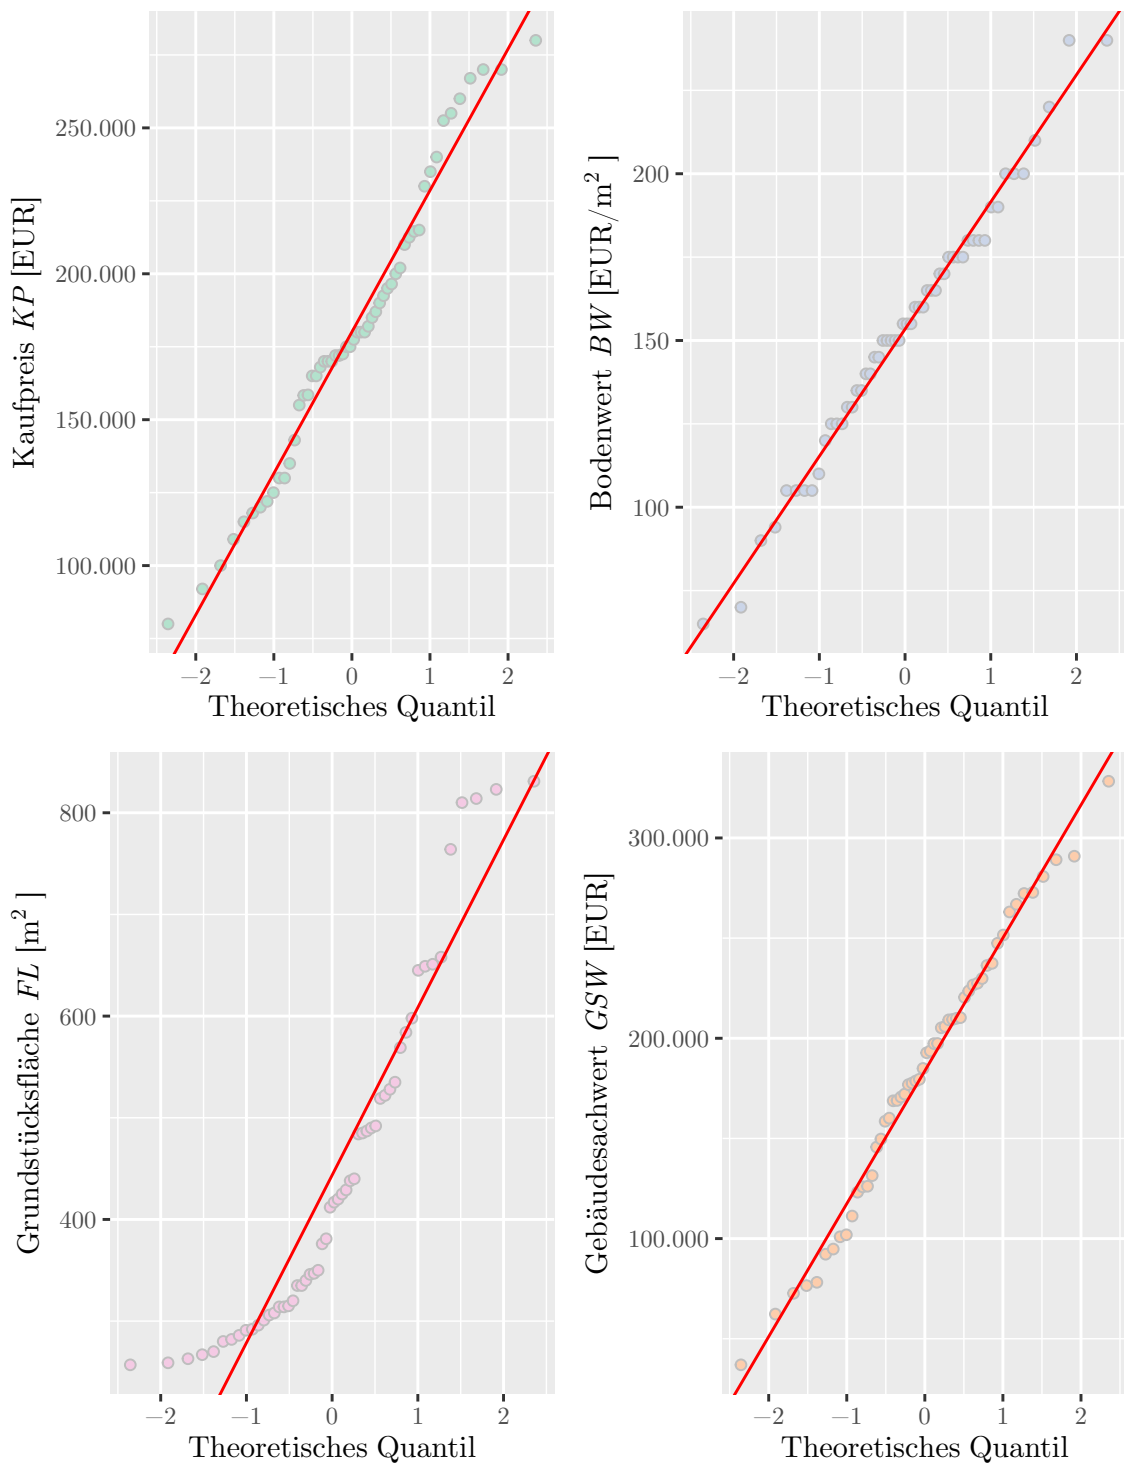 Kaufpreis KP [EUR]
250.000
200.000
150.000
100.000
−2 −1 0 1 2
Theoretisches Quantil
Bodenwert BW [EUR/m² ]
200
150
100
−2 −1 0 1 2
Theoretisches Quantil
Grundstücksfläche FL [m² ]
800
600
400
−2 −1 0 1 2
Theoretisches Quantil
Gebäudesachwert GSW [EUR]
300.000
200.000
100.000
−2 −1 0 1 2
Theoretisches Quantil